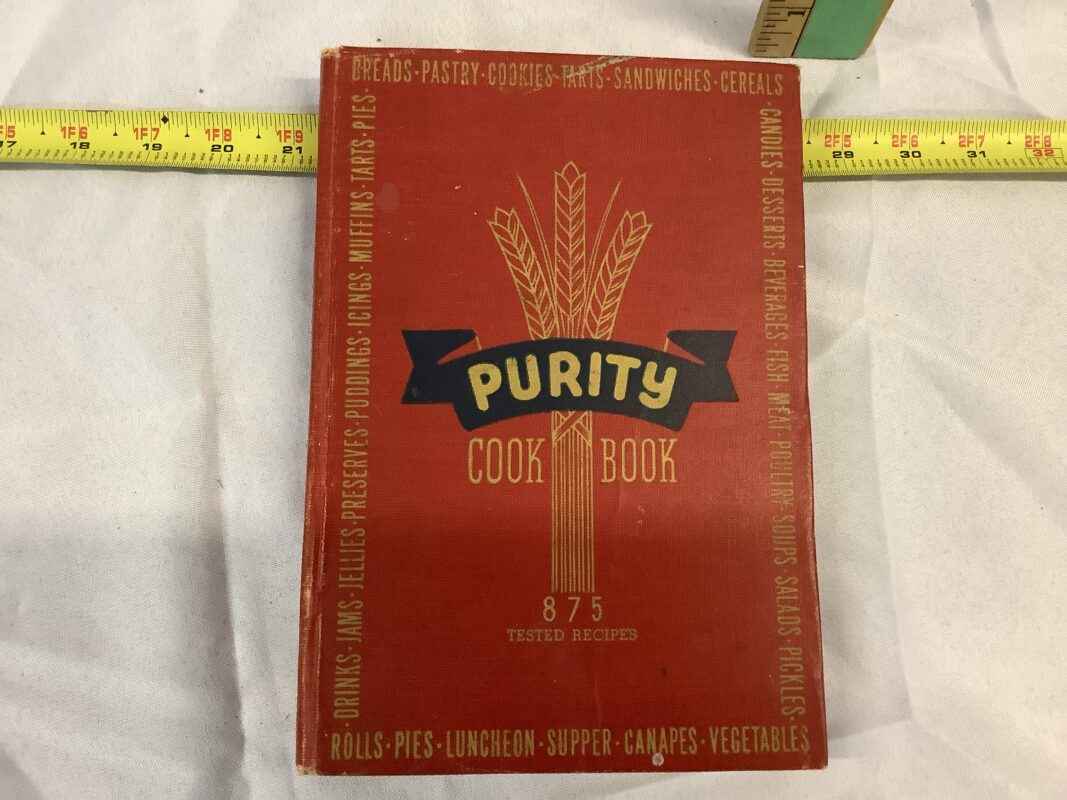 BREADS·PASTRY·COOKIES·TARTS·SANDWICHES·CEREALS
·CANDIES·DESSERTS·BEVERAGES·FISH·MEAT·POULTRY·SOUPS·SALADS·PICKLES·
·DRINKS·JAMS·JELLIES·PRESERVES·PUDDINGS·ICINGS·MUFFINS·TARTS·PIES·
1F6 1F7 1F8 1F9 2F5 2F6 2F7 2F8
18 19 20 21 29 30 31 32
PURITY
COOK BOOK
875
TESTED RECIPES
ROLLS·PIES·LUNCHEON·SUPPER·CANAPES·VEGETABLES